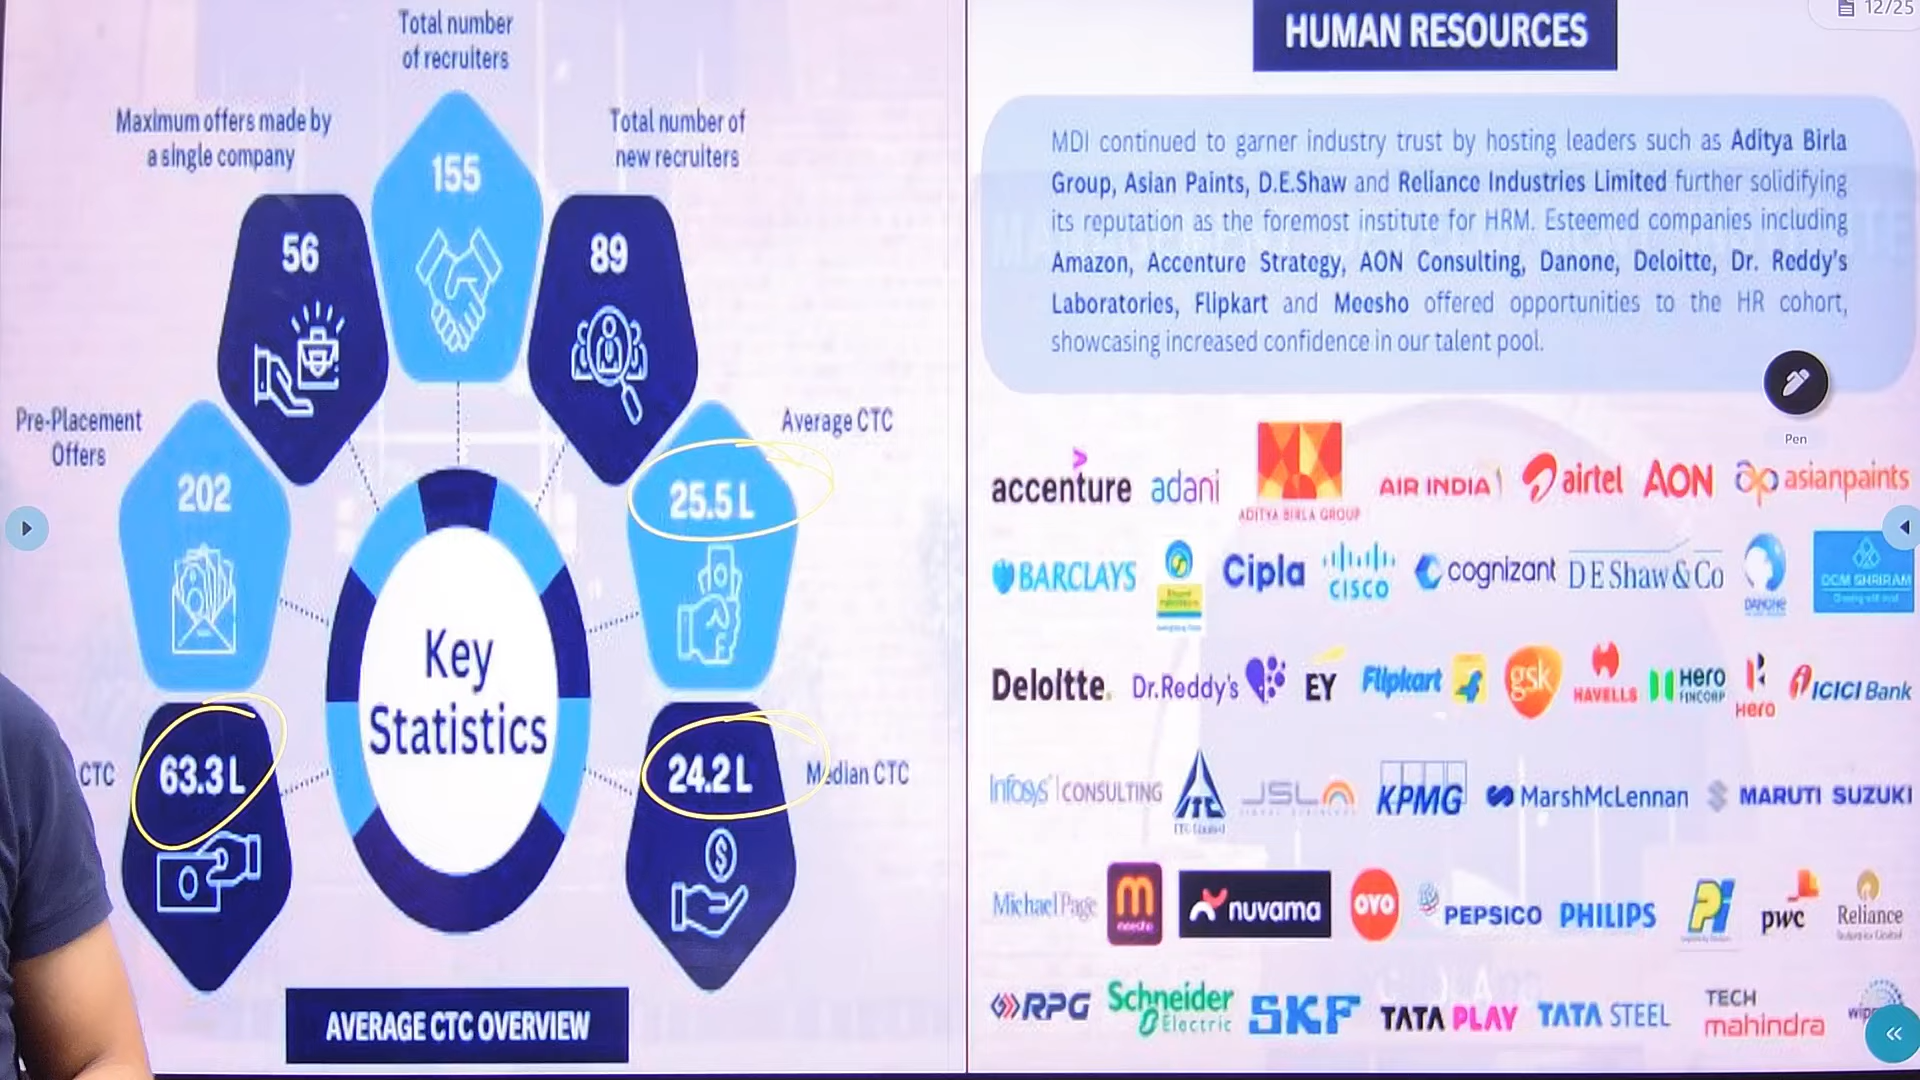 Total number
of recruiters
155
Maximum offers made by
a single company
56
Total number of
new recruiters
89
Pre-Placement
Offers
202
Average CTC
25.5 L
Key
Statistics
CTC
63.3 L
24.2 L
Median CTC
AVERAGE CTC OVERVIEW
12/25
HUMAN RESOURCES
MDI continued to garner industry trust by hosting leaders such as Aditya Birla
Group, Asian Paints, D.E.Shaw and Reliance Industries Limited further solidifying
its reputation as the foremost institute for HRM. Esteemed companies including
Amazon, Accenture Strategy, AON Consulting, Danone, Deloitte, Dr. Reddy's
Laboratories, Flipkart and Meesho offered opportunities to the HR cohort,
showcasing increased confidence in our talent pool.
Pen
accenture adani ADITYA BIRLA GROUP AIR INDIA airtel AON asianpaints
BARCLAYS Cipla CISCO cognizant DE Shaw & Co DANONE DCM SHRIRAM
Deloitte. Dr.Reddy's EY Flipkart gsk HAVELLS HERO FINCORP Hero ICICI Bank
Infosys | CONSULTING ITC Limited JSL KPMG MarshMcLennan MARUTI SUZUKI
Michael Page meesho nuvama OYO PEPSICO PHILIPS Pi pwc Reliance
RPG Schneider Electric SKF TATA PLAY TATA STEEL TECH mahindra wipro